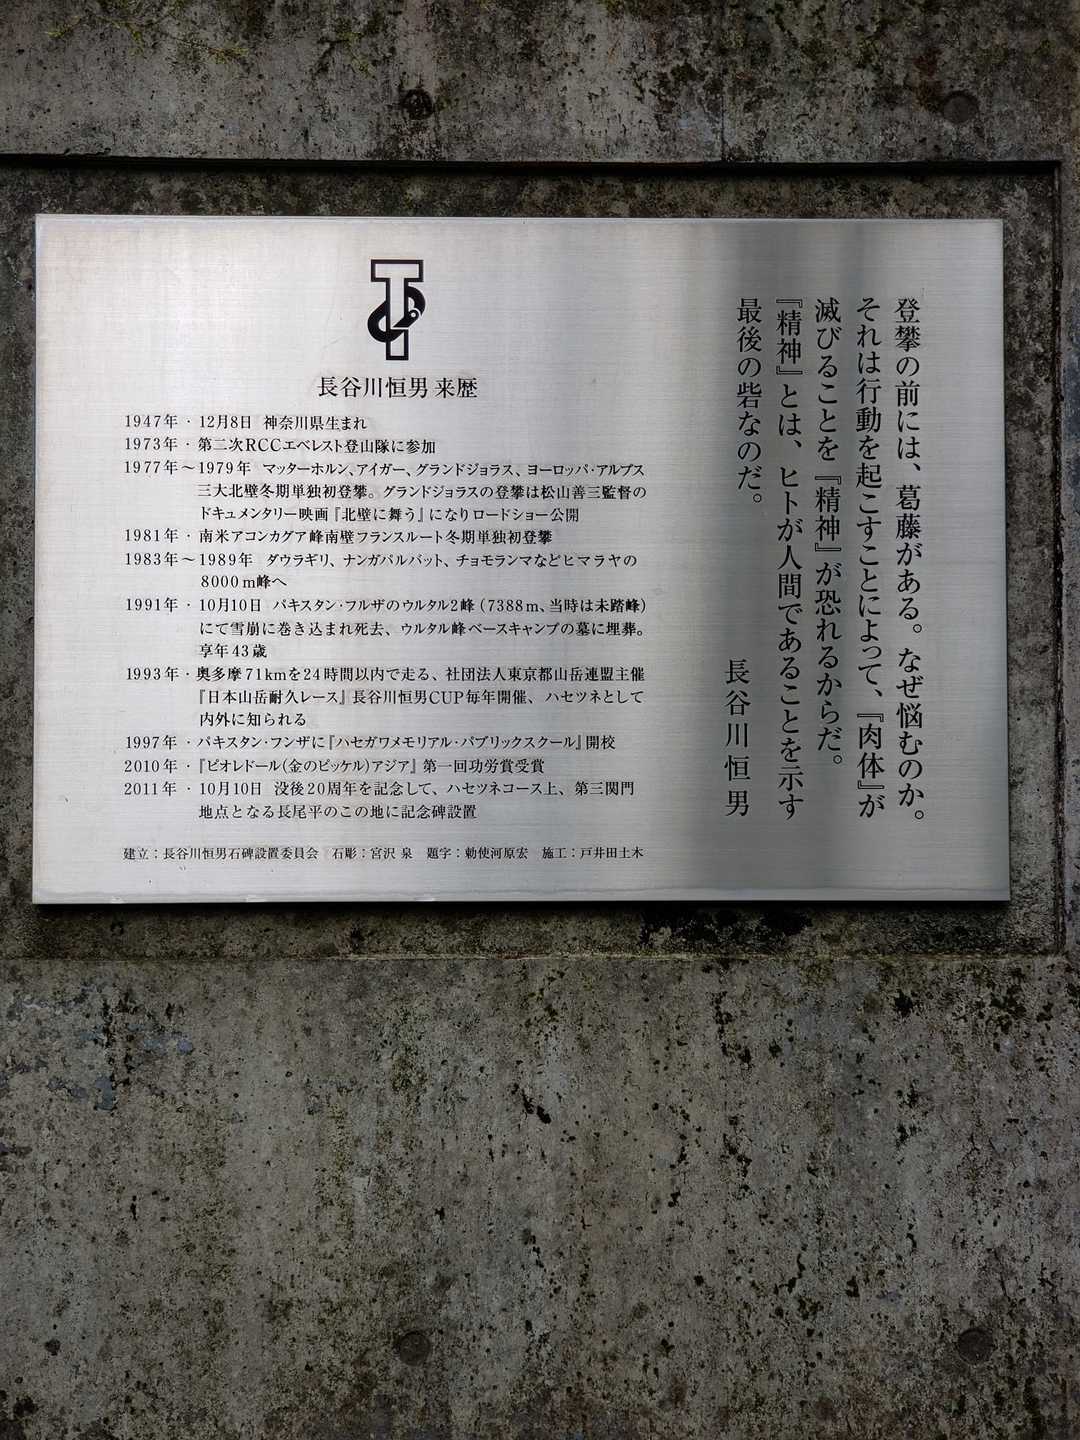 登攀の前には、葛藤がある。なぜ悩むのか。
それは行動を起こすことによって、『肉体』が
滅びることを『精神』が恐れるからだ。
『精神』とは、ヒトが人間であることを示す
最後の砦なのだ。
長谷川恒男
長谷川恒男 来歴
1947年・12月8日 神奈川県生まれ
1973年・第二次RCCエベレスト登山隊に参加
1977年〜1979年 マッターホルン、アイガー、グランドジョラス、ヨーロッパ・アルプス
三大北壁冬期単独初登攀。グランドジョラスの登攀は松山善三監督の
ドキュメンタリー映画『北壁に舞う』になりロードショー公開
1981年・南米アコンカグア峰南壁フランスルート冬期単独初登攀
1983年〜1989年 ダウラギリ、ナンガパルバット、チョモランマなどヒマラヤの
8000m峰へ
1991年・10月10日 パキスタン・フルザのウルタル2峰（7388m、当時は未踏峰）
にて雪崩に巻き込まれ死去、ウルタル峰ベースキャンプの墓に埋葬。
享年43歳
1993年・奥多摩71kmを24時間以内で走る、社団法人東京都山岳連盟主催
『日本山岳耐久レース』長谷川恒男CUP毎年開催、ハセツネとして
内外に知られる
1997年・パキスタン・フンザに『ハセガワメモリアル・パブリックスクール』開校
2010年・『ピオレドール（金のピッケル）アジア』第一回功労賞受賞
2011年・10月10日 没後20周年を記念して、ハセツネコース上、第三関門
地点となる長尾平のこの地に記念碑設置
建立：長谷川恒男石碑設置委員会 石彫：宮沢 泉 題字：勅使河原宏 施工：戸井田土木